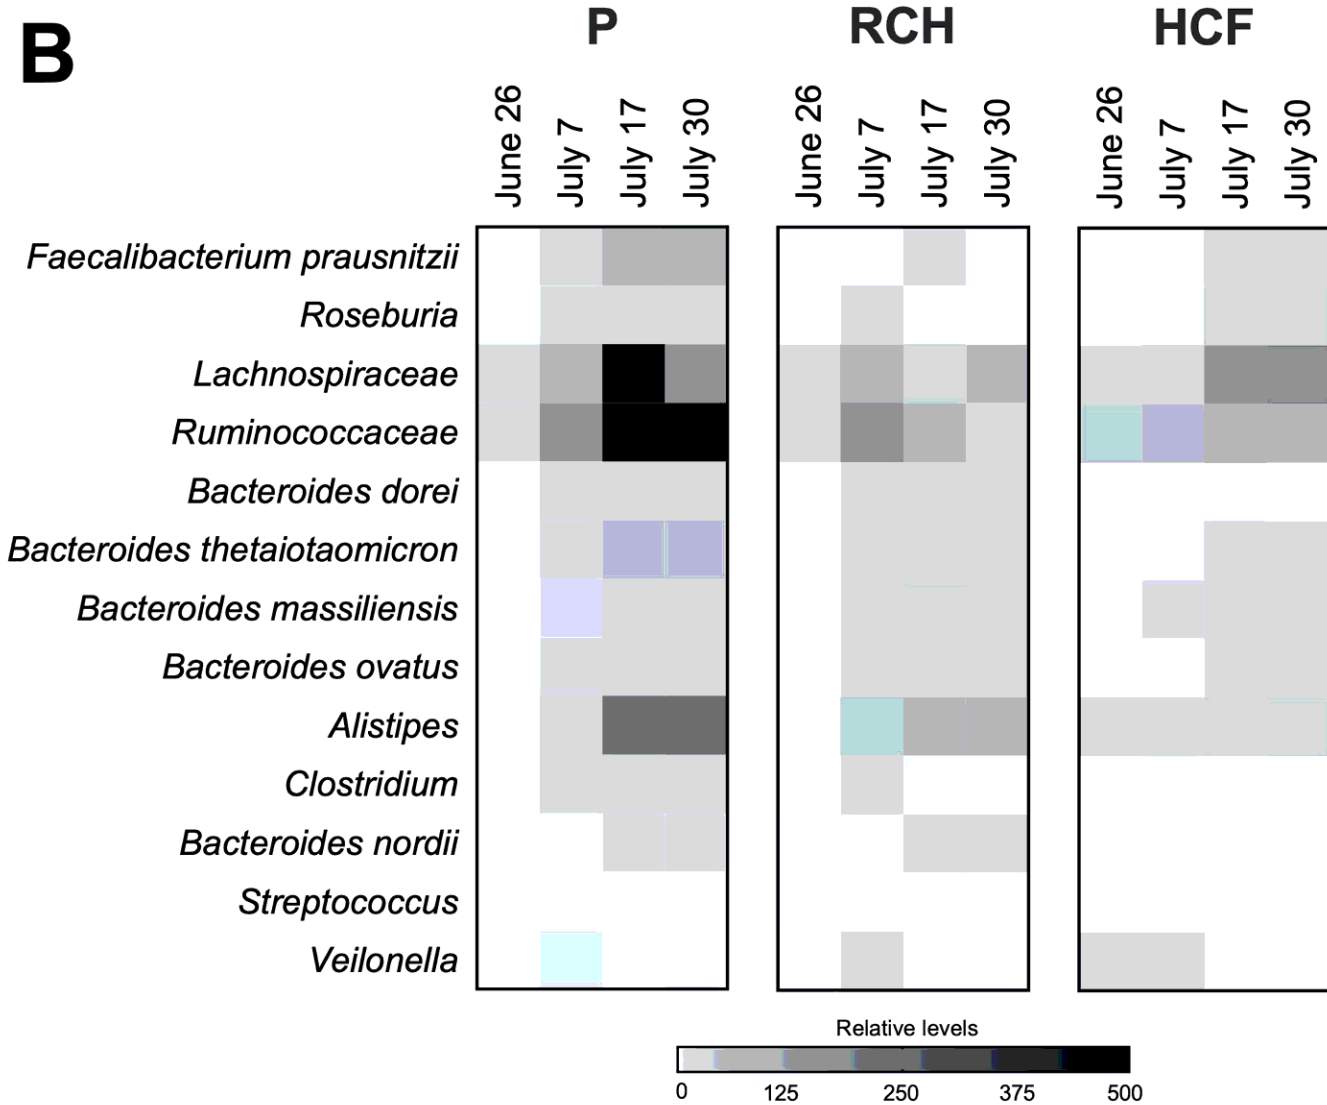 B
P RCH HCF
June 26 July 7 July 17 July 30 June 26 July 7 July 17 July 30 June 26 July 7 July 17 July 30
Faecalibacterium prausnitzii
Roseburia
Lachnospiraceae
Ruminococcaceae
Bacteroides dorei
Bacteroides thetaiotaomicron
Bacteroides massiliensis
Bacteroides ovatus
Alistipes
Clostridium
Bacteroides nordii
Streptococcus
Veilonella
Relative levels
0 125 250 375 500